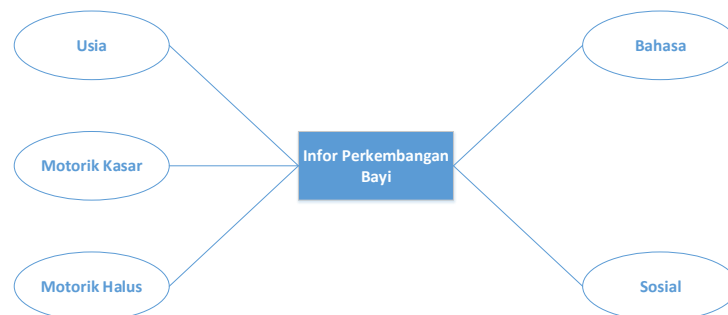 Usia
Bahasa
Infor Perkembangan
Bayi
Motorik Kasar
Motorik Halus
Sosial